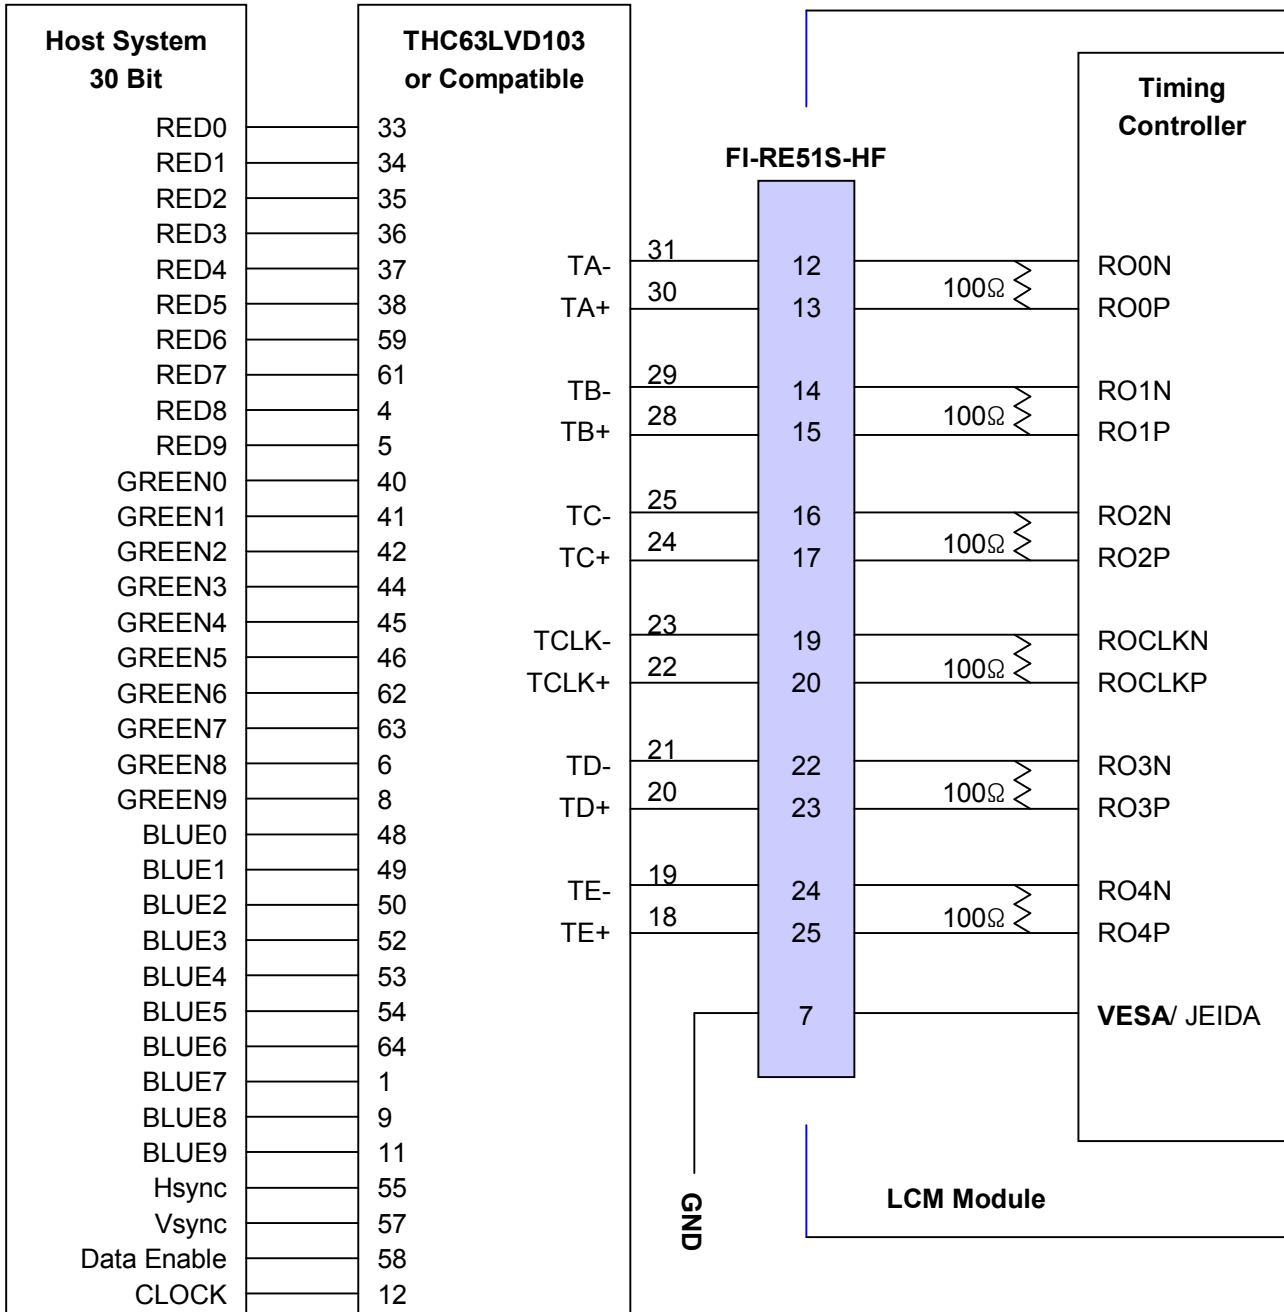 Host System
30 Bit
RED0
RED1
RED2
RED3
RED4
RED5
RED6
RED7
RED8
RED9
GREEN0
GREEN1
GREEN2
GREEN3
GREEN4
GREEN5
GREEN6
GREEN7
GREEN8
GREEN9
BLUE0
BLUE1
BLUE2
BLUE3
BLUE4
BLUE5
BLUE6
BLUE7
BLUE8
BLUE9
Hsync
Vsync
Data Enable
CLOCK
THC63LVD103
or Compatible
33
34
35
36
37
38
59
61
4
5
40
41
42
44
45
46
62
63
6
8
48
49
50
52
53
54
64
1
9
11
55
57
58
12
TA- 31
TA+ 30
TB- 29
TB+ 28
TC- 25
TC+ 24
TCLK- 23
TCLK+ 22
TD- 21
TD+ 20
TE- 19
TE+ 18
GND
FI-RE51S-HF
12
13
14
15
16
17
19
20
22
23
24
25
7
100Ω
100Ω
100Ω
100Ω
100Ω
100Ω
Timing
Controller
RO0N
RO0P
RO1N
RO1P
RO2N
RO2P
ROCLKN
ROCLKP
RO3N
RO3P
RO4N
RO4P
VESA/ JEIDA
LCM Module